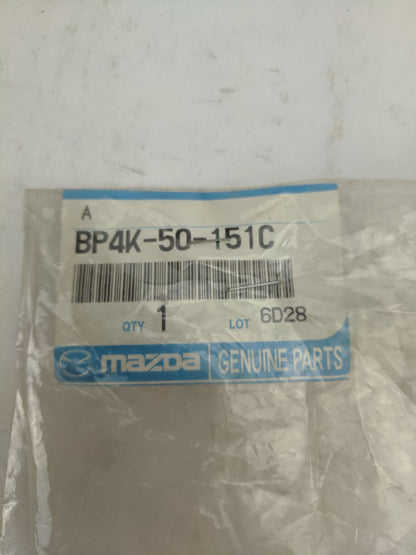 A
BP4K-50-151C
QTY 1 LOT 6D28
mazda GENUINE PARTS